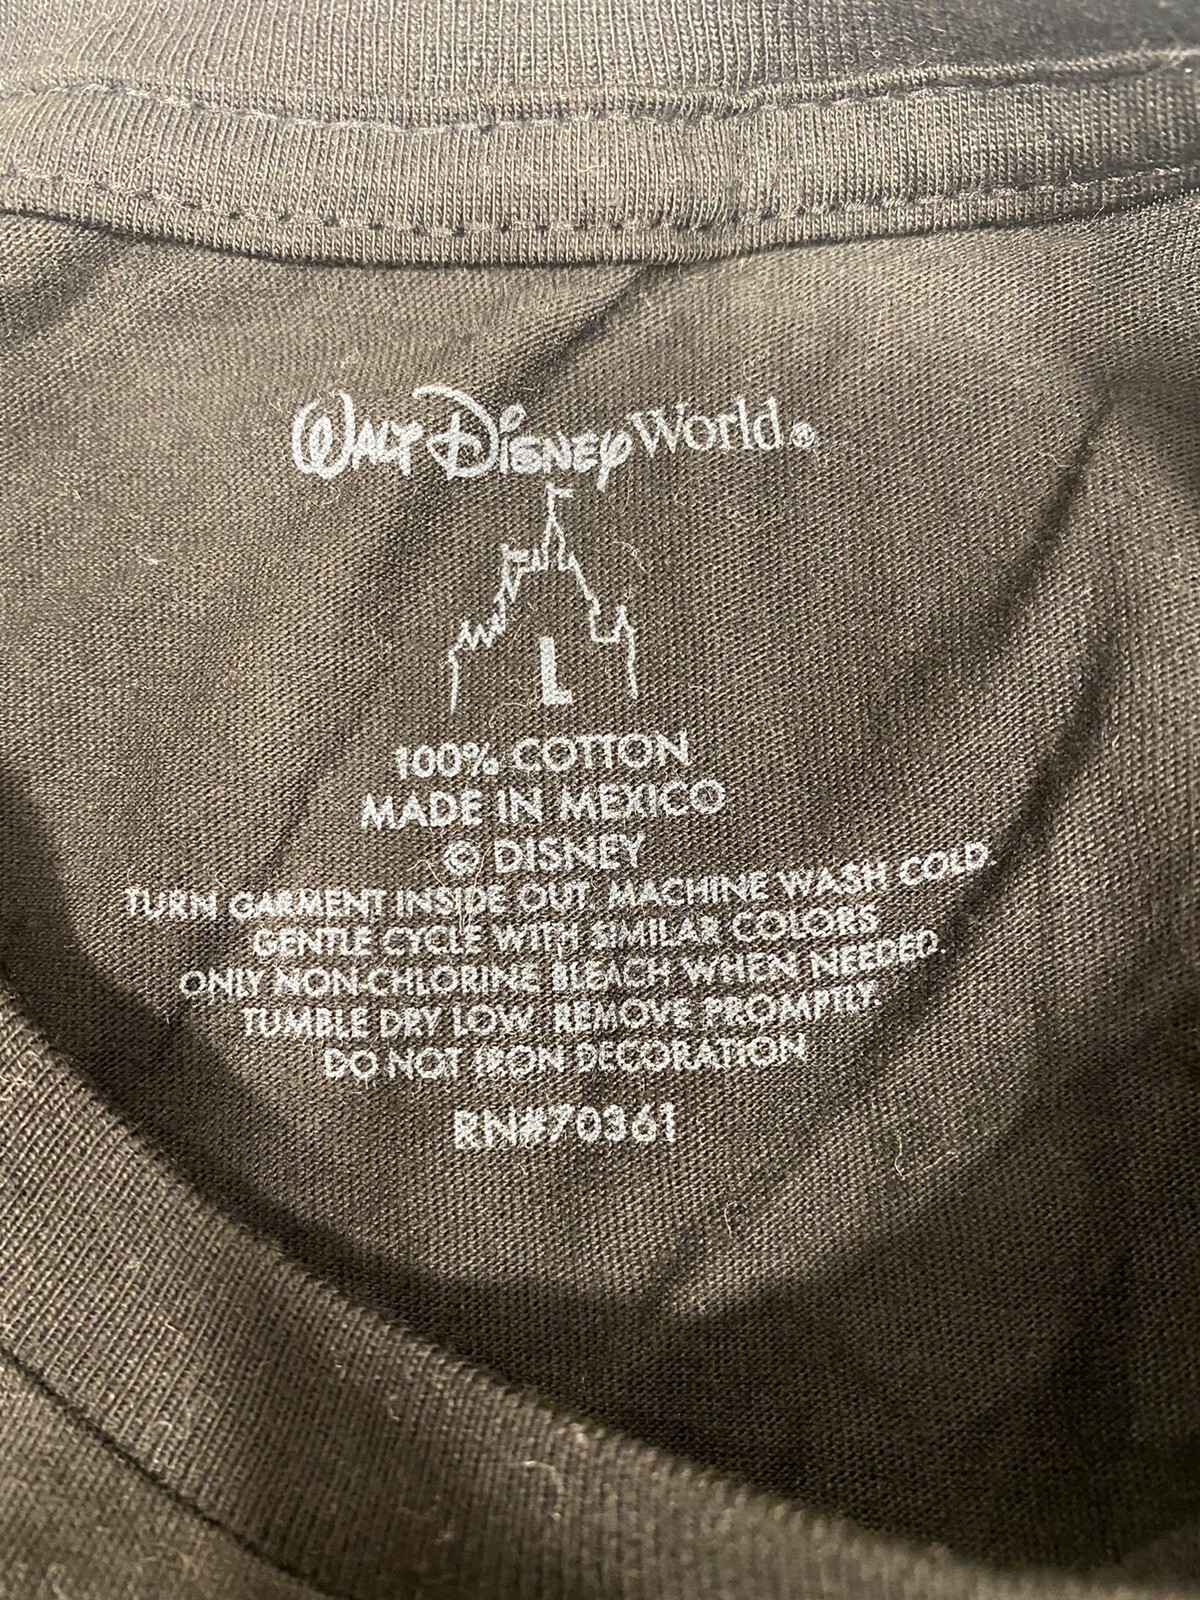 Walt Disney World®
L
100% COTTON
MADE IN MEXICO
© DISNEY
TURN GARMENT INSIDE OUT. MACHINE WASH COLD.
GENTLE CYCLE WITH SIMILAR COLORS
ONLY NON-CHLORINE BLEACH WHEN NEEDED.
TUMBLE DRY LOW REMOVE PROMPTLY.
DO NOT IRON DECORATION
RN#70361